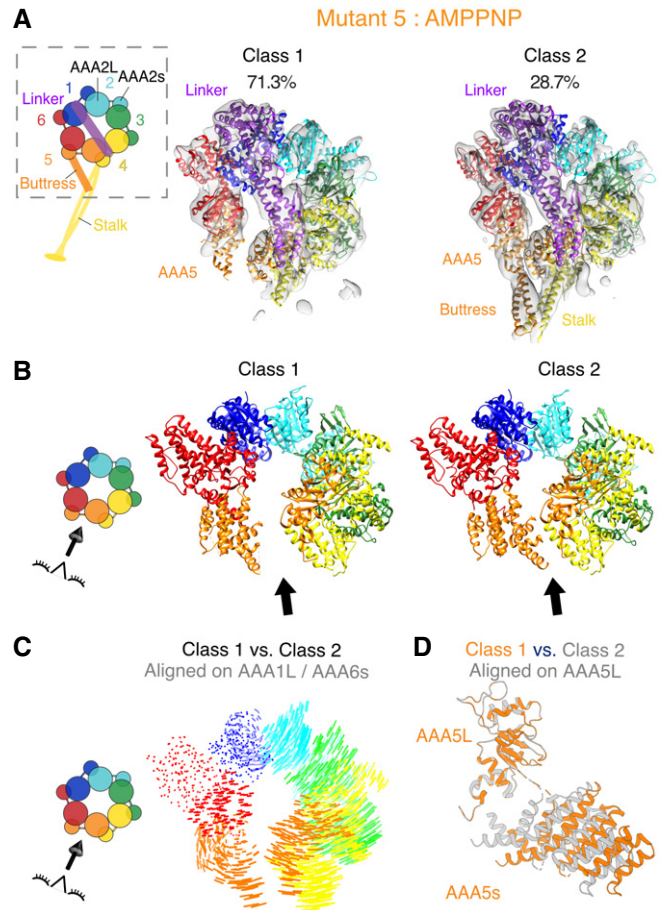 A
Mutant 5 : AMPPNP
AAA2L
AAA2s
Linker
1
2
3
4
5
6
Buttress
Stalk
Class 1
71.3%
Linker
AAA5
Class 2
28.7%
AAA5
Buttress
Stalk
B
Class 1
Class 2
C
Class 1 vs. Class 2
Aligned on AAA1L / AAA6s
D
Class 1 vs. Class 2
Aligned on AAA5L
AAA5L
AAA5s